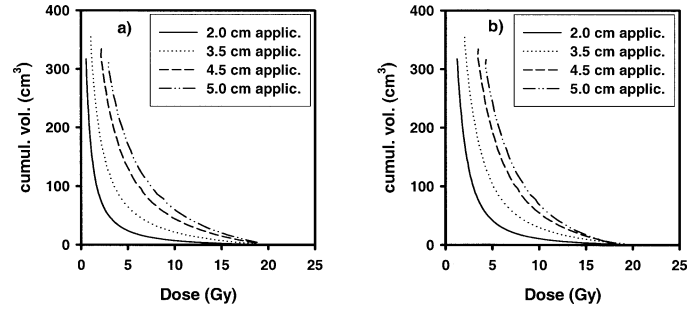 a)
2.0 cm applic.
3.5 cm applic.
4.5 cm applic.
5.0 cm applic.
400
300
200
100
0
cumul. vol. (cm³)
0 5 10 15 20 25
Dose (Gy)
b)
2.0 cm applic.
3.5 cm applic.
4.5 cm applic.
5.0 cm applic.
400
300
200
100
0
cumul. vol. (cm³)
0 5 10 15 20 25
Dose (Gy)